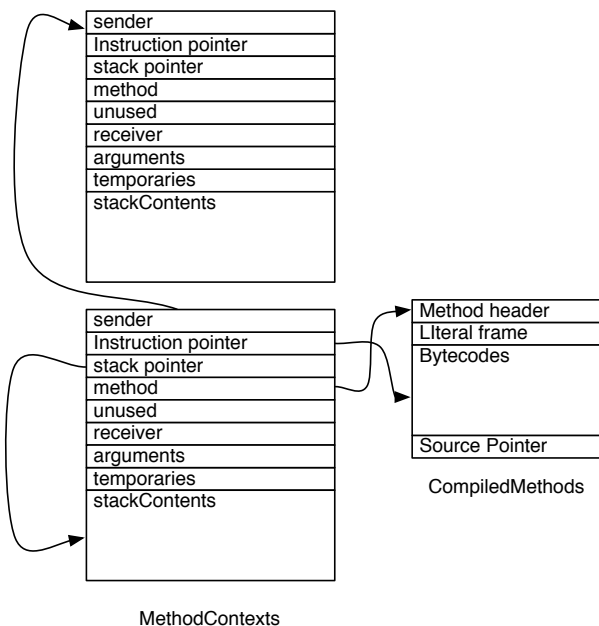 sender
Instruction pointer
stack pointer
method
unused
receiver
arguments
temporaries
stackContents
sender
Instruction pointer
stack pointer
method
unused
receiver
arguments
temporaries
stackContents
MethodContexts
Method header
LIteral frame
Bytecodes
Source Pointer
CompiledMethods